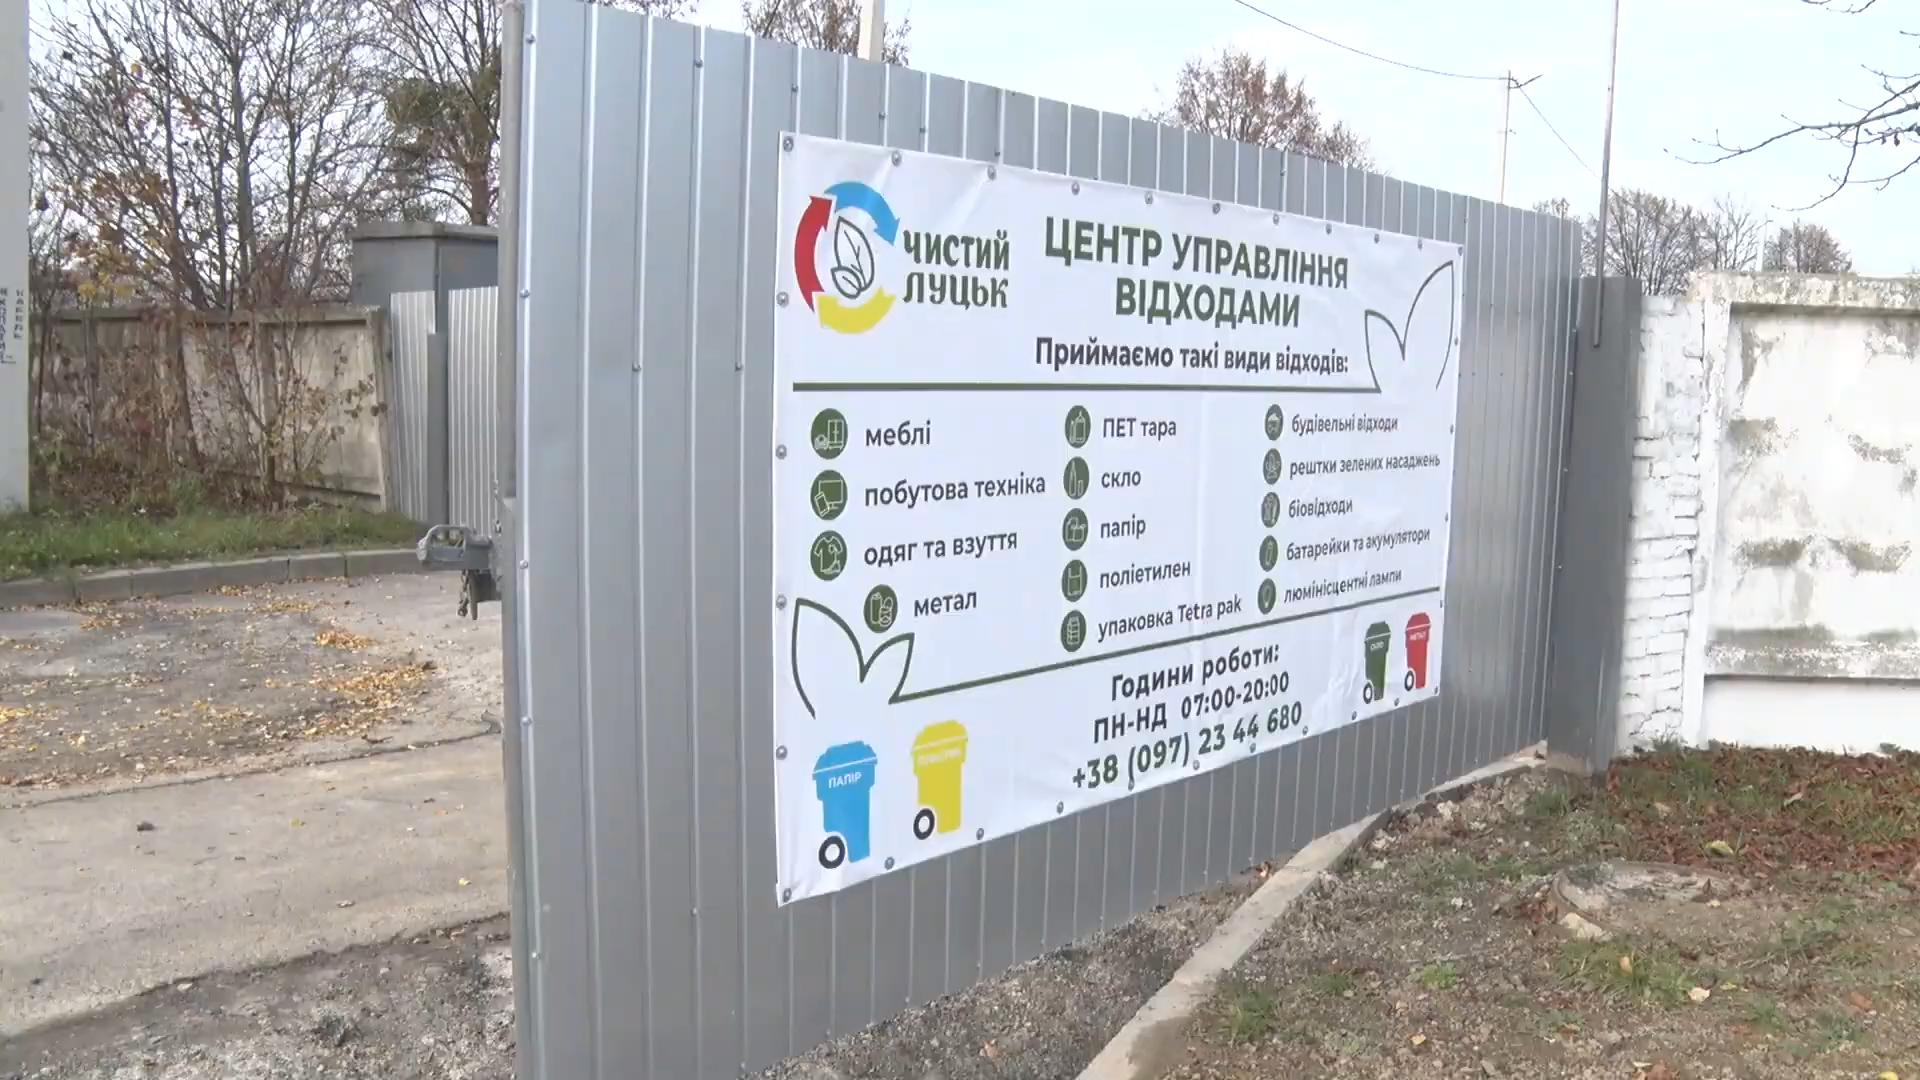 ЧИСТИЙ
ЛУЦЬК
ЦЕНТР УПРАВЛІННЯ
ВІДХОДАМИ
Приймаємо такі види відходів:
меблі
побутова техніка
одяг та взуття
метал
ПЕТ тара
скло
папір
поліетилен
упаковка Tetra pak
будівельні відходи
рештки зелених насаджень
біовідходи
батарейки та акумулятори
люмінісцентні лампи
Години роботи:
ПН-НД 07:00-20:00
+38 (097) 23 44 680
ПАПІР
СКЛО
МЕТАЛ